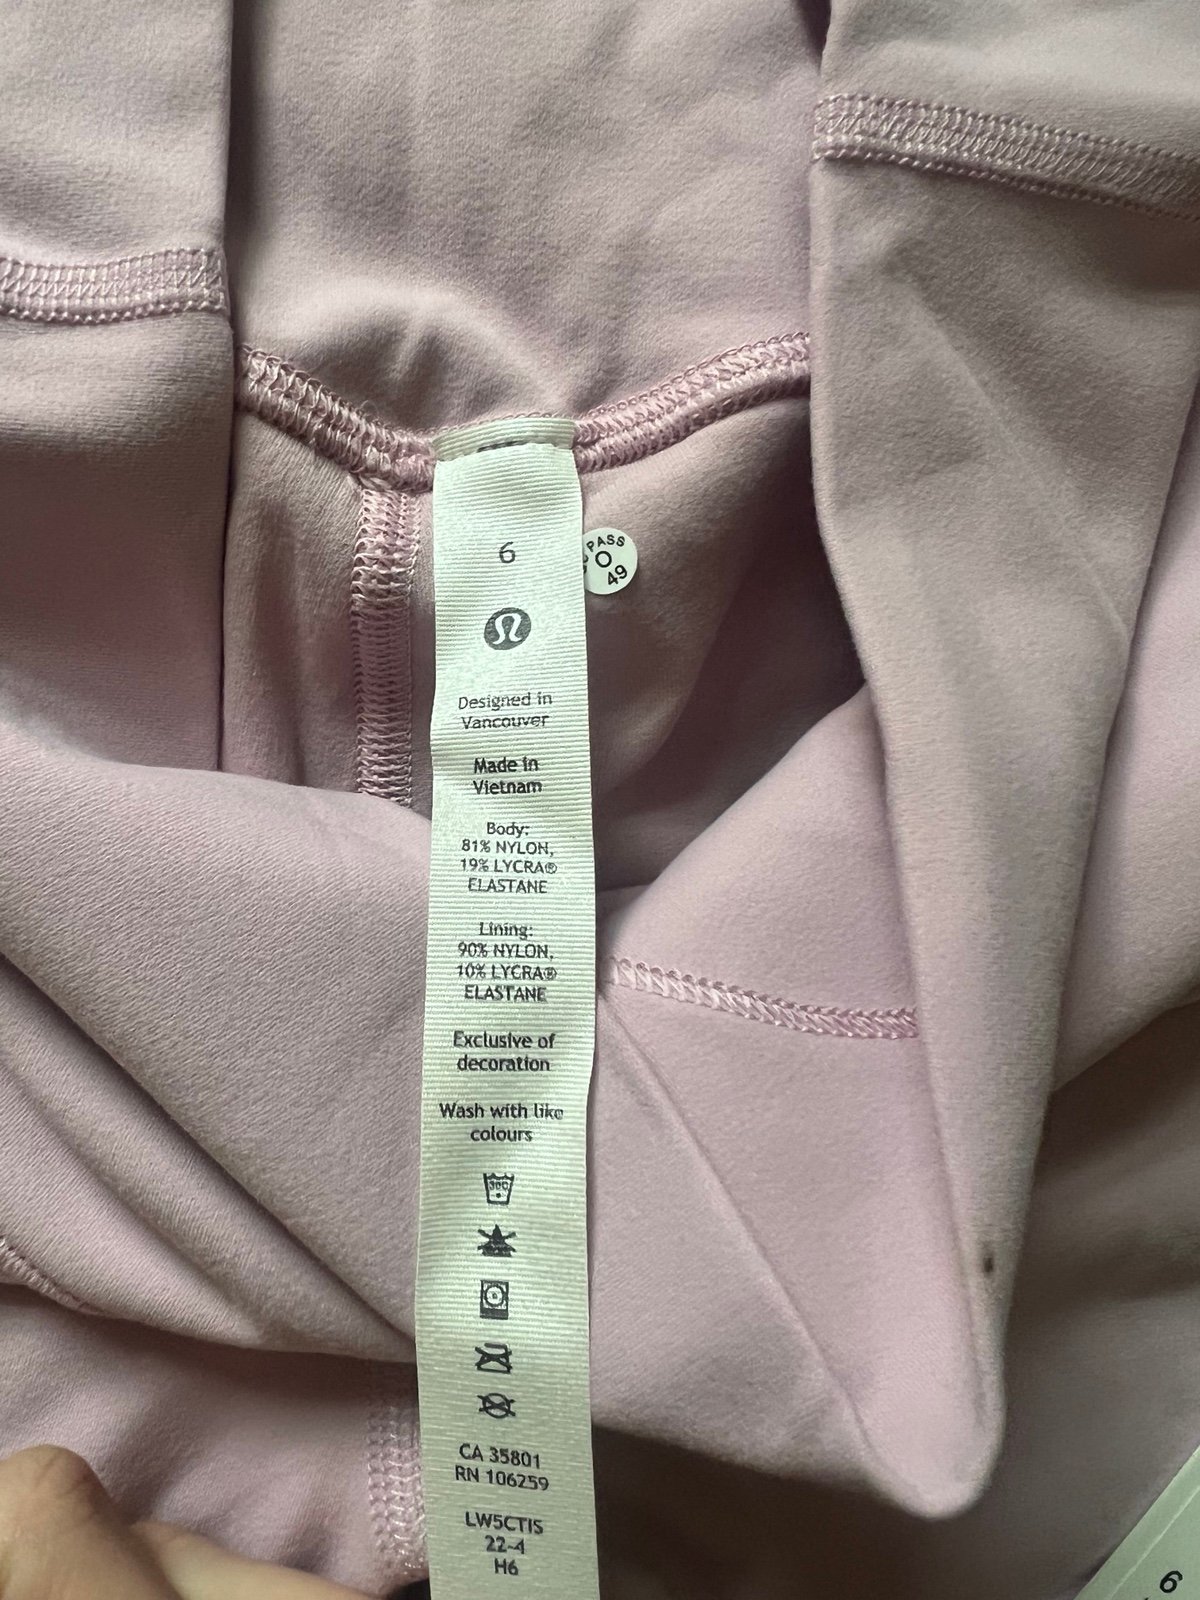 6
PASS
O
49
Designed in
Vancouver
Made in
Vietnam
Body:
81% NYLON,
19% LYCRA®
ELASTANE
Lining:
90% NYLON,
10% LYCRA®
ELASTANE
Exclusive of
decoration
Wash with like
colours
30C
CA 35801
RN 106259
LW5CTIS
22-4
H6
6